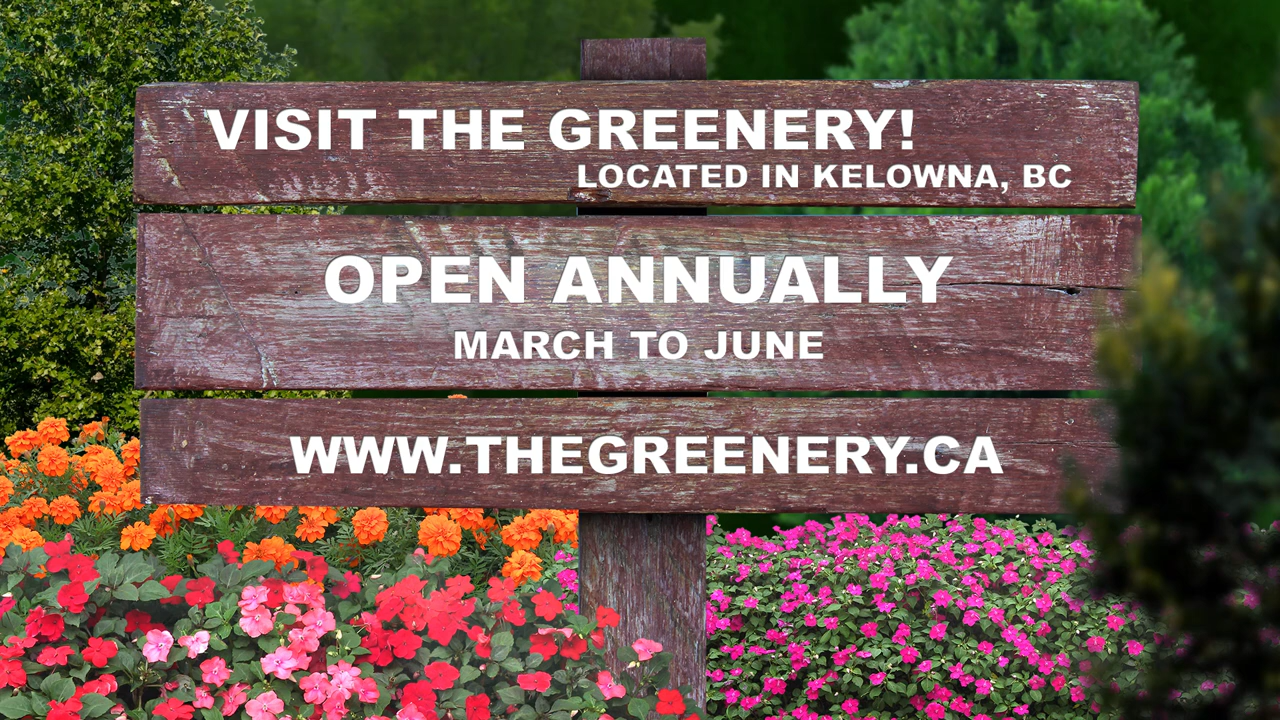 VISIT THE GREENERY!
LOCATED IN KELOWNA, BC
OPEN ANNUALLY
MARCH TO JUNE
WWW.THEGREENERY.CA